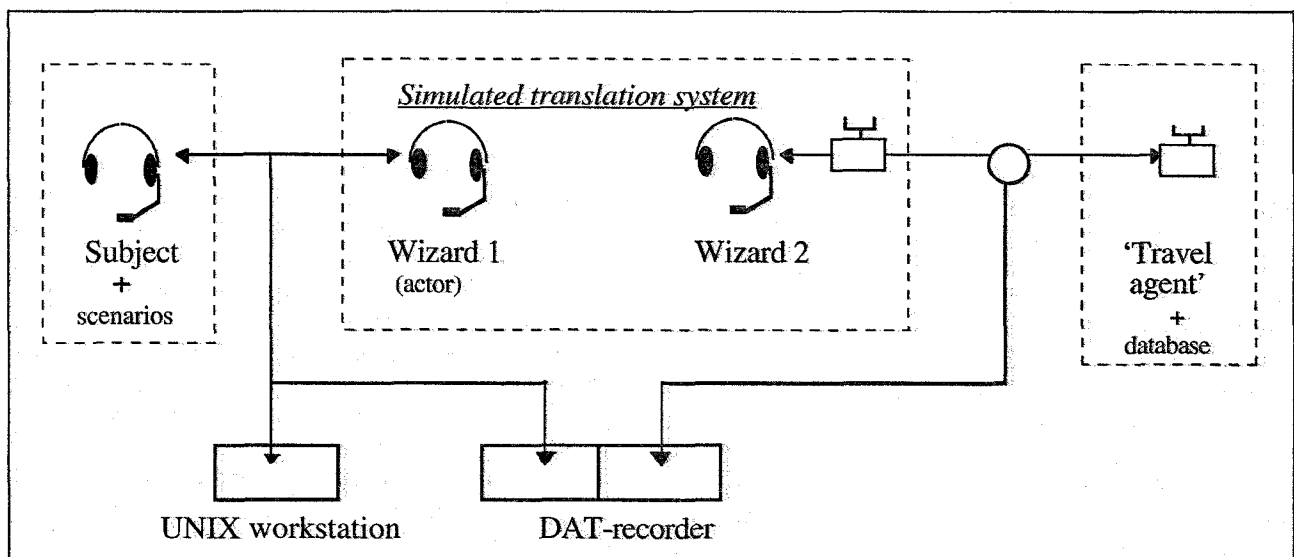 Simulated translation system
Subject
+
scenarios
Wizard 1
(actor)
Wizard 2
‘Travel
agent’
+
database
UNIX workstation
DAT-recorder